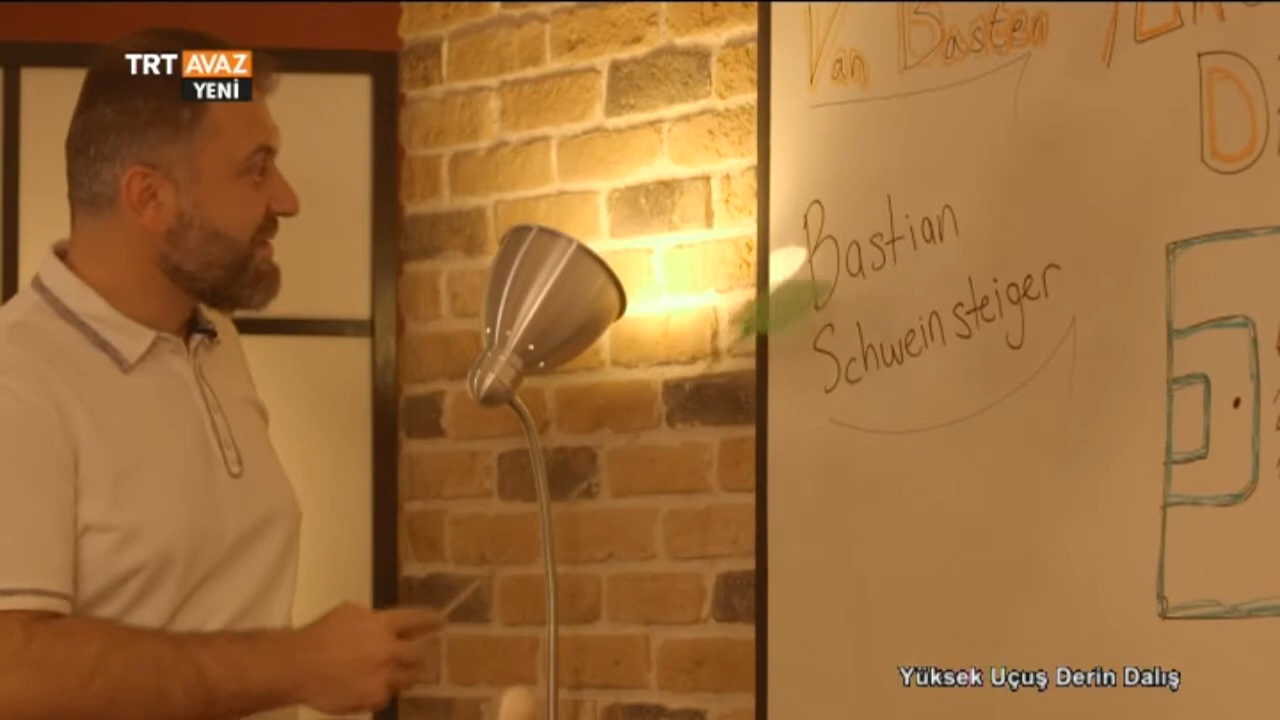 TRT AVAZ
YENİ
Van Basten
Bastian
Schweinsteiger
Yüksek Uçuş Derin Dalış